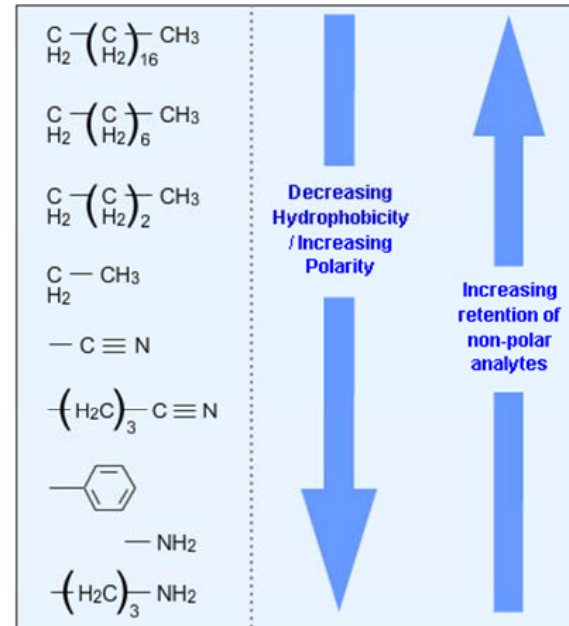 C —(C)— CH3
H2 (H2)16
C —(C)— CH3
H2 (H2)6
C —(C)— CH3
H2 (H2)2
C — CH3
H2
— C ≡ N
—(H2C)3— C ≡ N
— NH2
—(H2C)3— NH2
Decreasing
Hydrophobicity
/ Increasing
Polarity
Increasing
retention of
non-polar
analytes